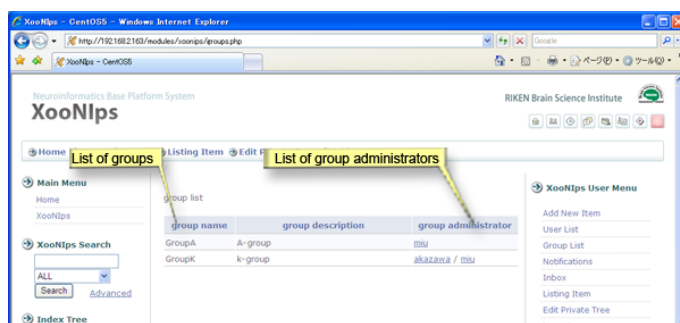 XooNIps - CentOS5 - Windows Internet Explorer
http://192.168.2.163/modules/xoonips/groups.php
Google
XooNIps - CentOS5
ページ(P)
ツール(O)
Neuroinformatics Base Platform System
XooNIps
RIKEN Brain Science Institute
Home
Listing Item
Edit
List of groups
List of group administrators
Main Menu
Home
XooNIps
XooNIps Search
ALL
Search
Advanced
Index Tree
group list
group name group description group administrator
GroupA A-group miu
GroupK k-group akazawa / miu
XooNIps User Menu
Add New Item
User List
Group List
Notifications
Inbox
Listing Item
Edit Private Tree